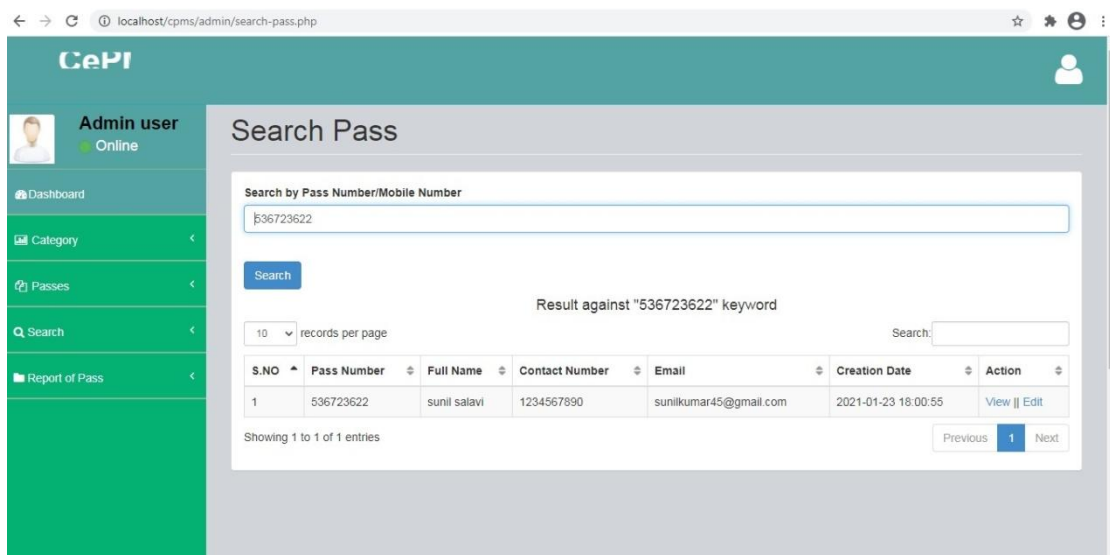 localhost/cpms/admin/search-pass.php
Admin user
Online
Dashboard
Category
Passes
Search
Report of Pass
Search Pass
Search by Pass Number/Mobile Number
536723622
Search
Result against "536723622" keyword
10 records per page
Search:
S.NO Pass Number Full Name Contact Number Email Creation Date Action
1 536723622 sunil salavi 1234567890 sunilkumar45@gmail.com 2021-01-23 18:00:55 View || Edit
Showing 1 to 1 of 1 entries
Previous 1 Next